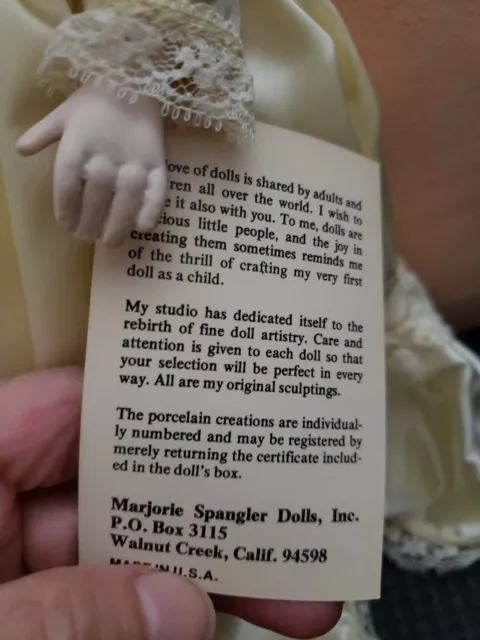 ove of dolls is shared by adults and
ren all over the world. I wish to
e it also with you. To me, dolls are
cious little people, and the joy in
creating them sometimes reminds me
of the thrill of crafting my very first
doll as a child.
My studio has dedicated itself to the
rebirth of fine doll artistry. Care and
attention is given to each doll so that
your selection will be perfect in every
way. All are my original sculptings.
The porcelain creations are individual-
ly numbered and may be registered by
merely returning the certificate includ-
ed in the doll's box.
Marjorie Spangler Dolls, Inc.
P.O. Box 3115
Walnut Creek, Calif. 94598
MADE IN U.S.A.